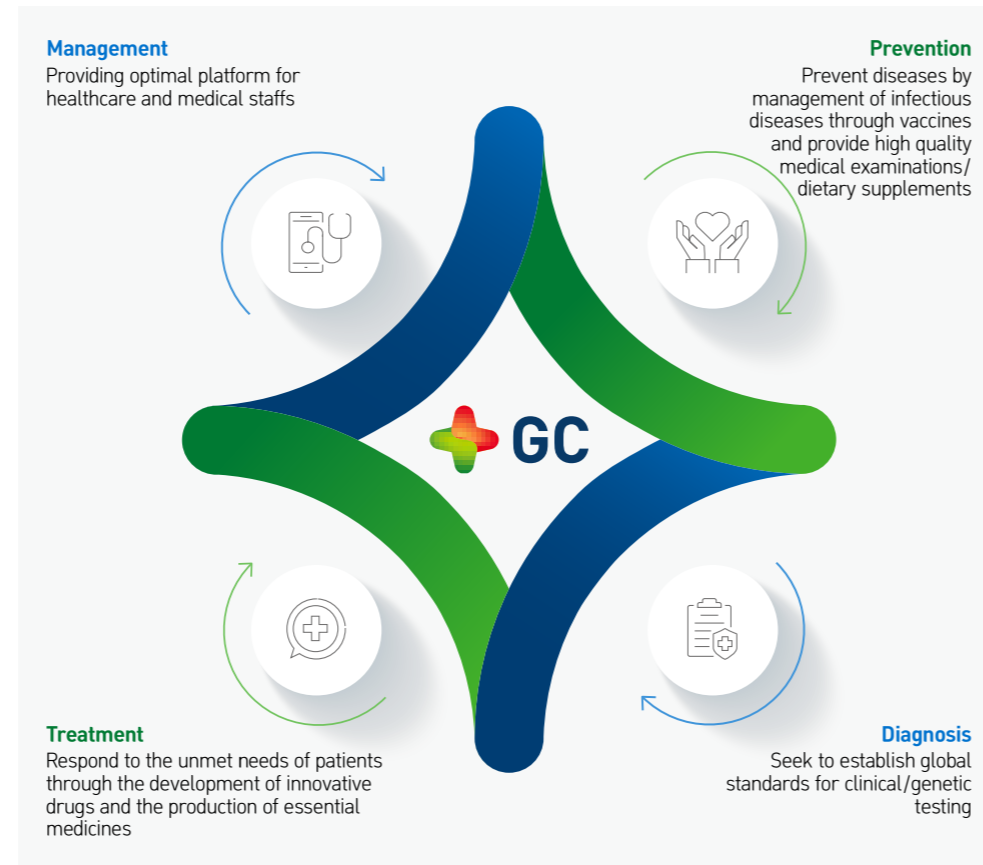 Management
Providing optimal platform for
healthcare and medical staffs
Prevention
Prevent diseases by
management of infectious
diseases through vaccines
and provide high quality
medical examinations/
dietary supplements
GC
Treatment
Respond to the unmet needs of patients
through the development of innovative
drugs and the production of essential
medicines
Diagnosis
Seek to establish global
standards for clinical/genetic
testing